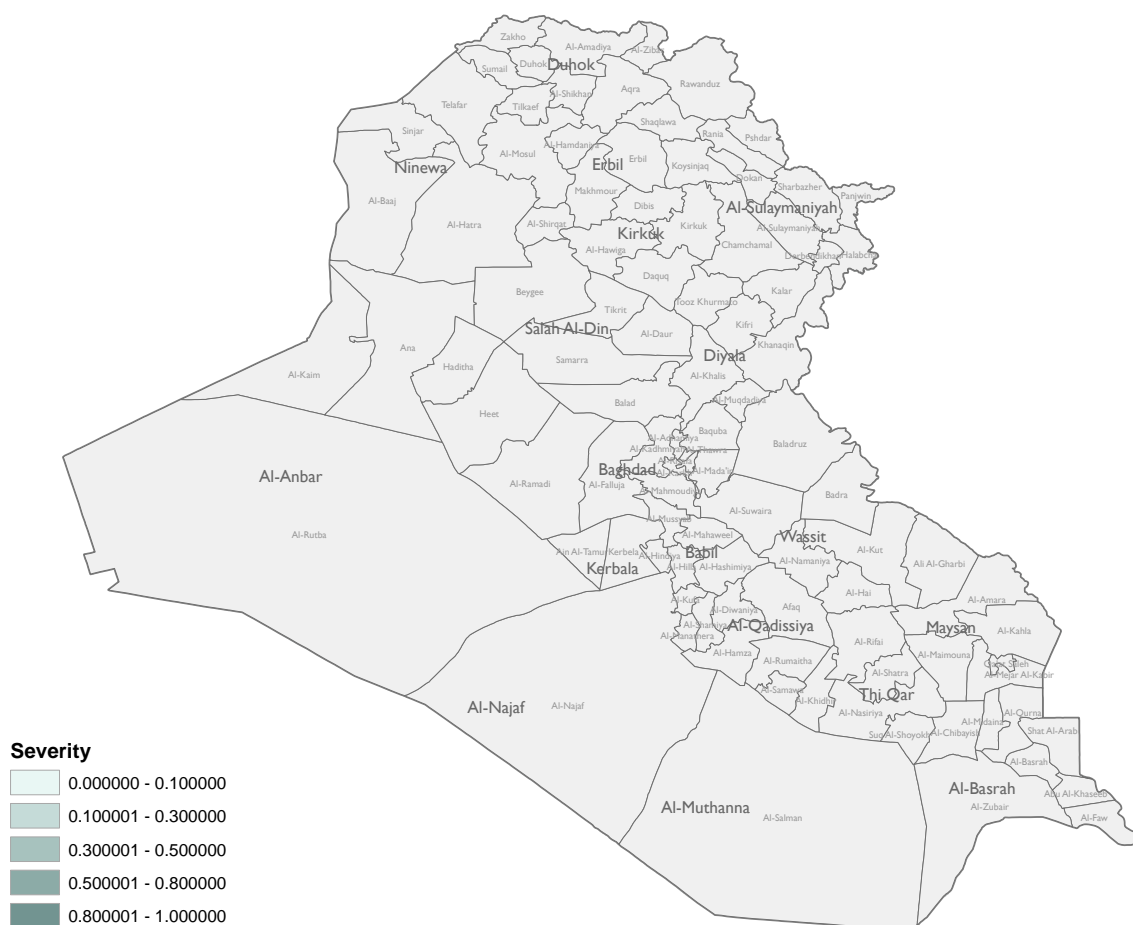 Zakho
Al-Amadiya
Al-Zibar
Sumail
Duhok
Duhok
Rawanduz
Al-Shikhan
Aqra
Telafar
Tilkaef
Shaqlawa
Sinjar
Rania
Pshdar
Al-Hamdaniya
Al-Mosul
Erbil
Erbil
Koysinjaq
Ninewa
Dokan
Sharbazher
Makhmour
Panjwin
Al-Baaj
Dibis
Al-Sulaymaniyah
Al-Hatra
Al-Shirqat
Kirkuk
Kirkuk
Al-Sulaymaniyah
Al-Hawiga
Chamchamal
Derbendikhan
Halabcha
Daquq
Beygee
Kalar
Tikrit
Tooz Khurmato
Salah Al-Din
Al-Daur
Kifri
Ana
Khanaqin
Samarra
Diyala
Haditha
Al-Kaim
Al-Khalis
Balad
Al-Muqdadiya
Heet
Baquba
Al-Adhamiya
Baladruz
Al-Kadhmiyah
Al-Thawra
Baghdad
Al-Mada'in
Al-Anbar
Al-Ramadi
Al-Falluja
Al-Mahmoudiya
Badra
Al-Suwaira
Al-Mussyab
Al-Rutba
Al-Mahaweel
Wassit
Ain Al-Tamur
Kerbela
Al-Hindiya
Babil
Al-Kut
Al-Namaniya
Ali Al-Gharbi
Kerbala
Al-Hilla
Al-Hashimiya
Al-Hai
Al-Kufa
Al-Diwaniya
Afaq
Al-Amara
Al-Shamiya
Al-Qadissiya
Maysan
Al-Kahla
Al-Manathera
Al-Rifai
Al-Hamza
Al-Rumaitha
Al-Maimouna
Qalat Saleh
Al-Shatra
Al-Mejar Al-Kabir
Al-Samawa
Thi Qar
Al-Khidhir
Al-Najaf
Al-Najaf
Al-Nasiriya
Al-Qurna
Al-Midaina
Suq Al-Shoyokh
Al-Chibayish
Shat Al-Arab
Al-Basrah
Al-Basrah
Abu Al-Khaseeb
Al-Muthanna
Al-Zubair
Al-Salman
Al-Faw
Severity
0.000000 - 0.100000
0.100001 - 0.300000
0.300001 - 0.500000
0.500001 - 0.800000
0.800001 - 1.000000